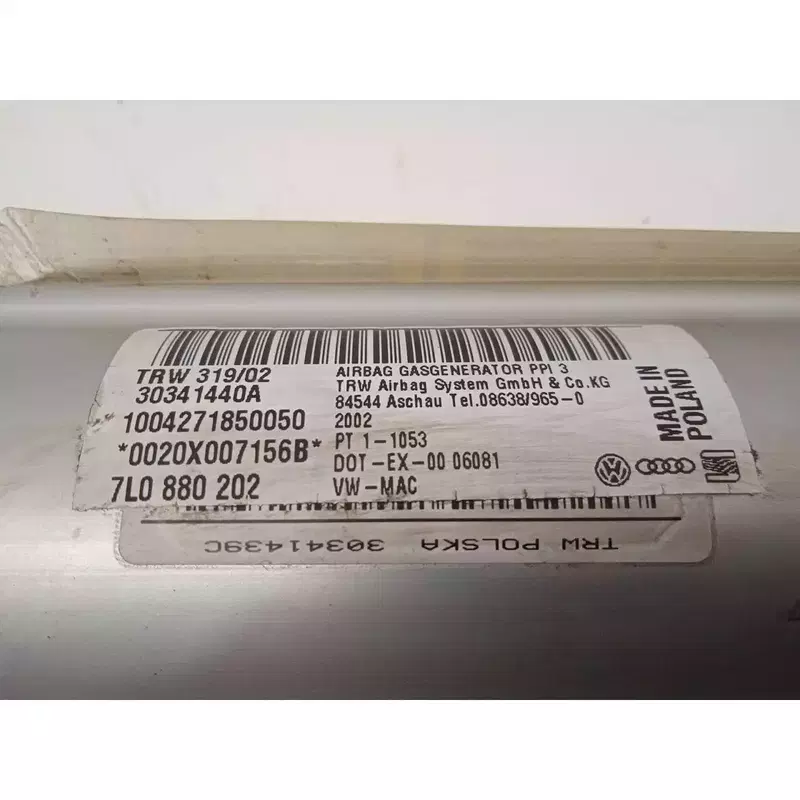 TRW 319/02
30341440A
1004271850050
*0020X007156B*
7L0 880 202
AIRBAG GASGENERATOR PPI 3
TRW Airbag System GmbH & Co.KG
84544 Aschau Tel.08638/965-0
2002
PT 1-1053
DOT-EX-00 06081
VW-MAC
MADE IN
POLAND
TRW POLSKA 30341439C